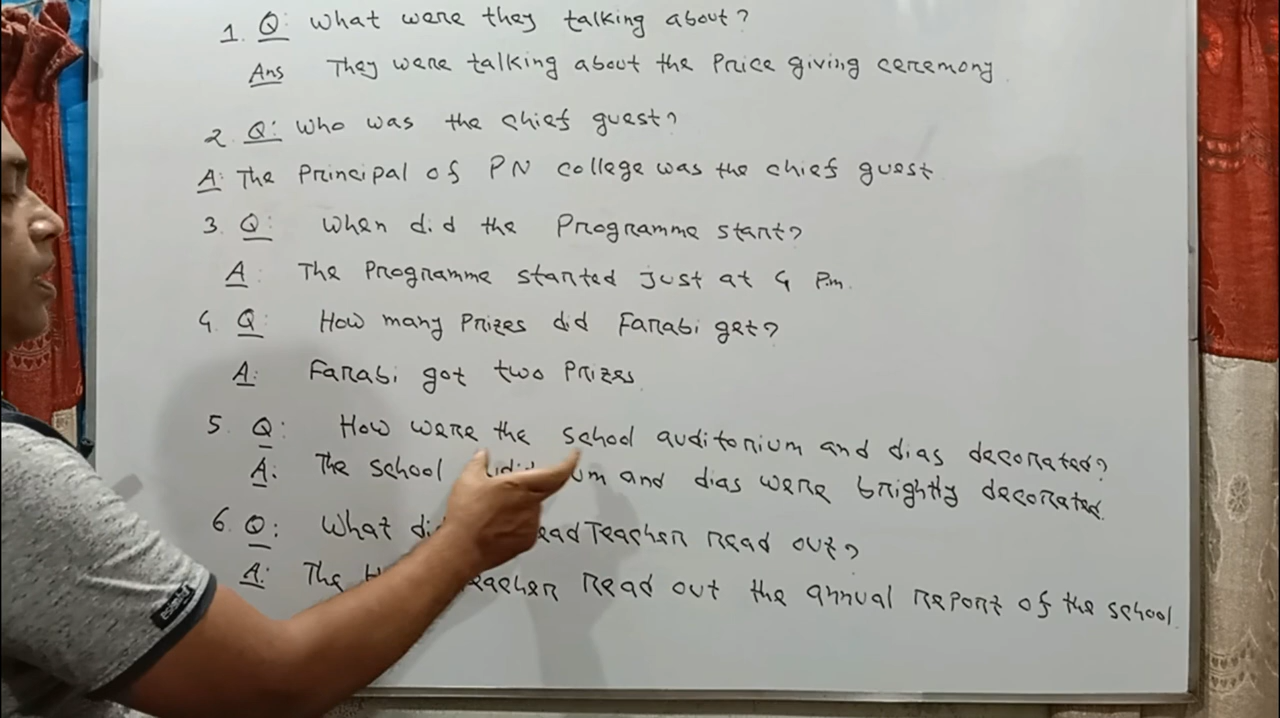 1. Q: What were they talking about?
Ans They were talking about the Price giving ceremony
2. Q: Who was the chief guest?
A: The Principal of PN college was the chief guest
3. Q: When did the Programme start?
A: The Programme started just at 4 P.m.
4. Q: How many Prizes did Farabi get?
A: Farabi got two Prizes.
5. Q: How were the school auditorium and dias decorated?
A: The school and dias were brightly decorated.
6. Q: What Teacher read out?
A: The read out the annual report of the school.